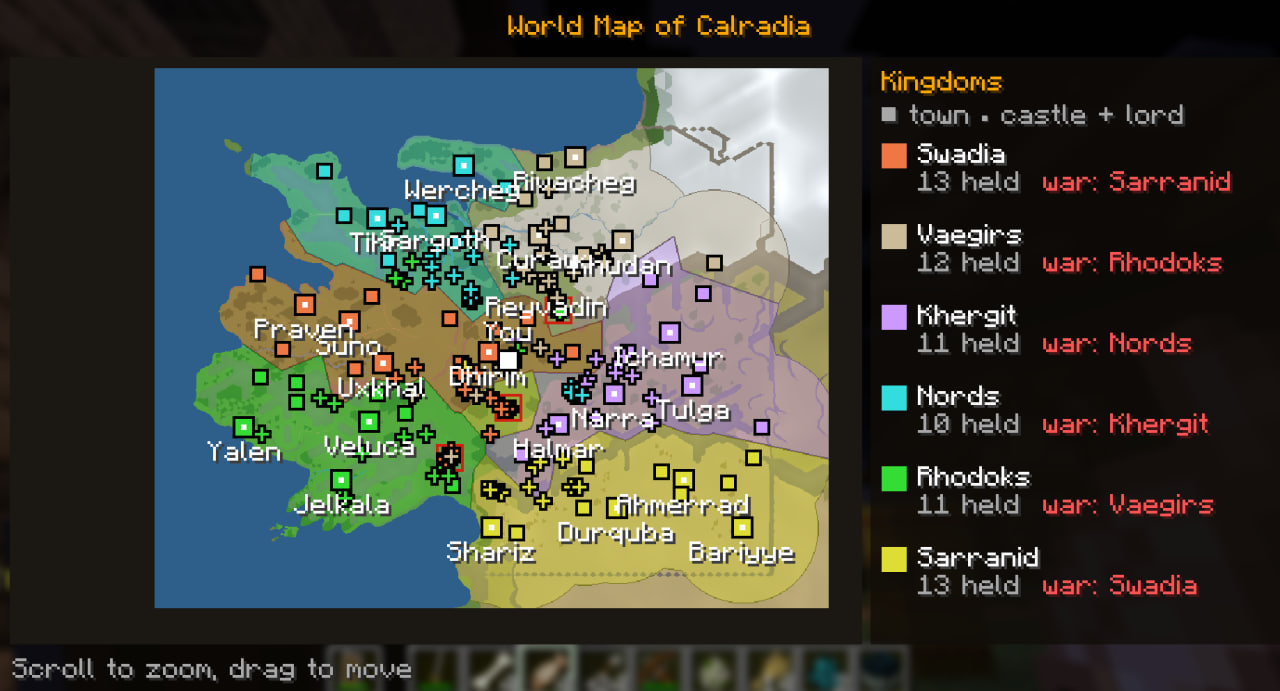 World Map of Calradia
Kingdoms
■ town . castle + lord
Swadia
13 held war: Sarranid
Vaegirs
12 held war: Rhodoks
Khergit
11 held war: Nords
Nords
10 held war: Khergit
Rhodoks
11 held war: Vaegirs
Sarranid
13 held war: Swadia
Wercheg
Rivacheg
Sargoth
Reyvadin
Praven
You
Suno
Ichamur
Dhirim
Uxkhal
Narra
Tulga
Yalen
Veluca
Halmar
Jelkala
Ahmerrad
Durquba
Shariz
Bariyye
Scroll to zoom, drag to move